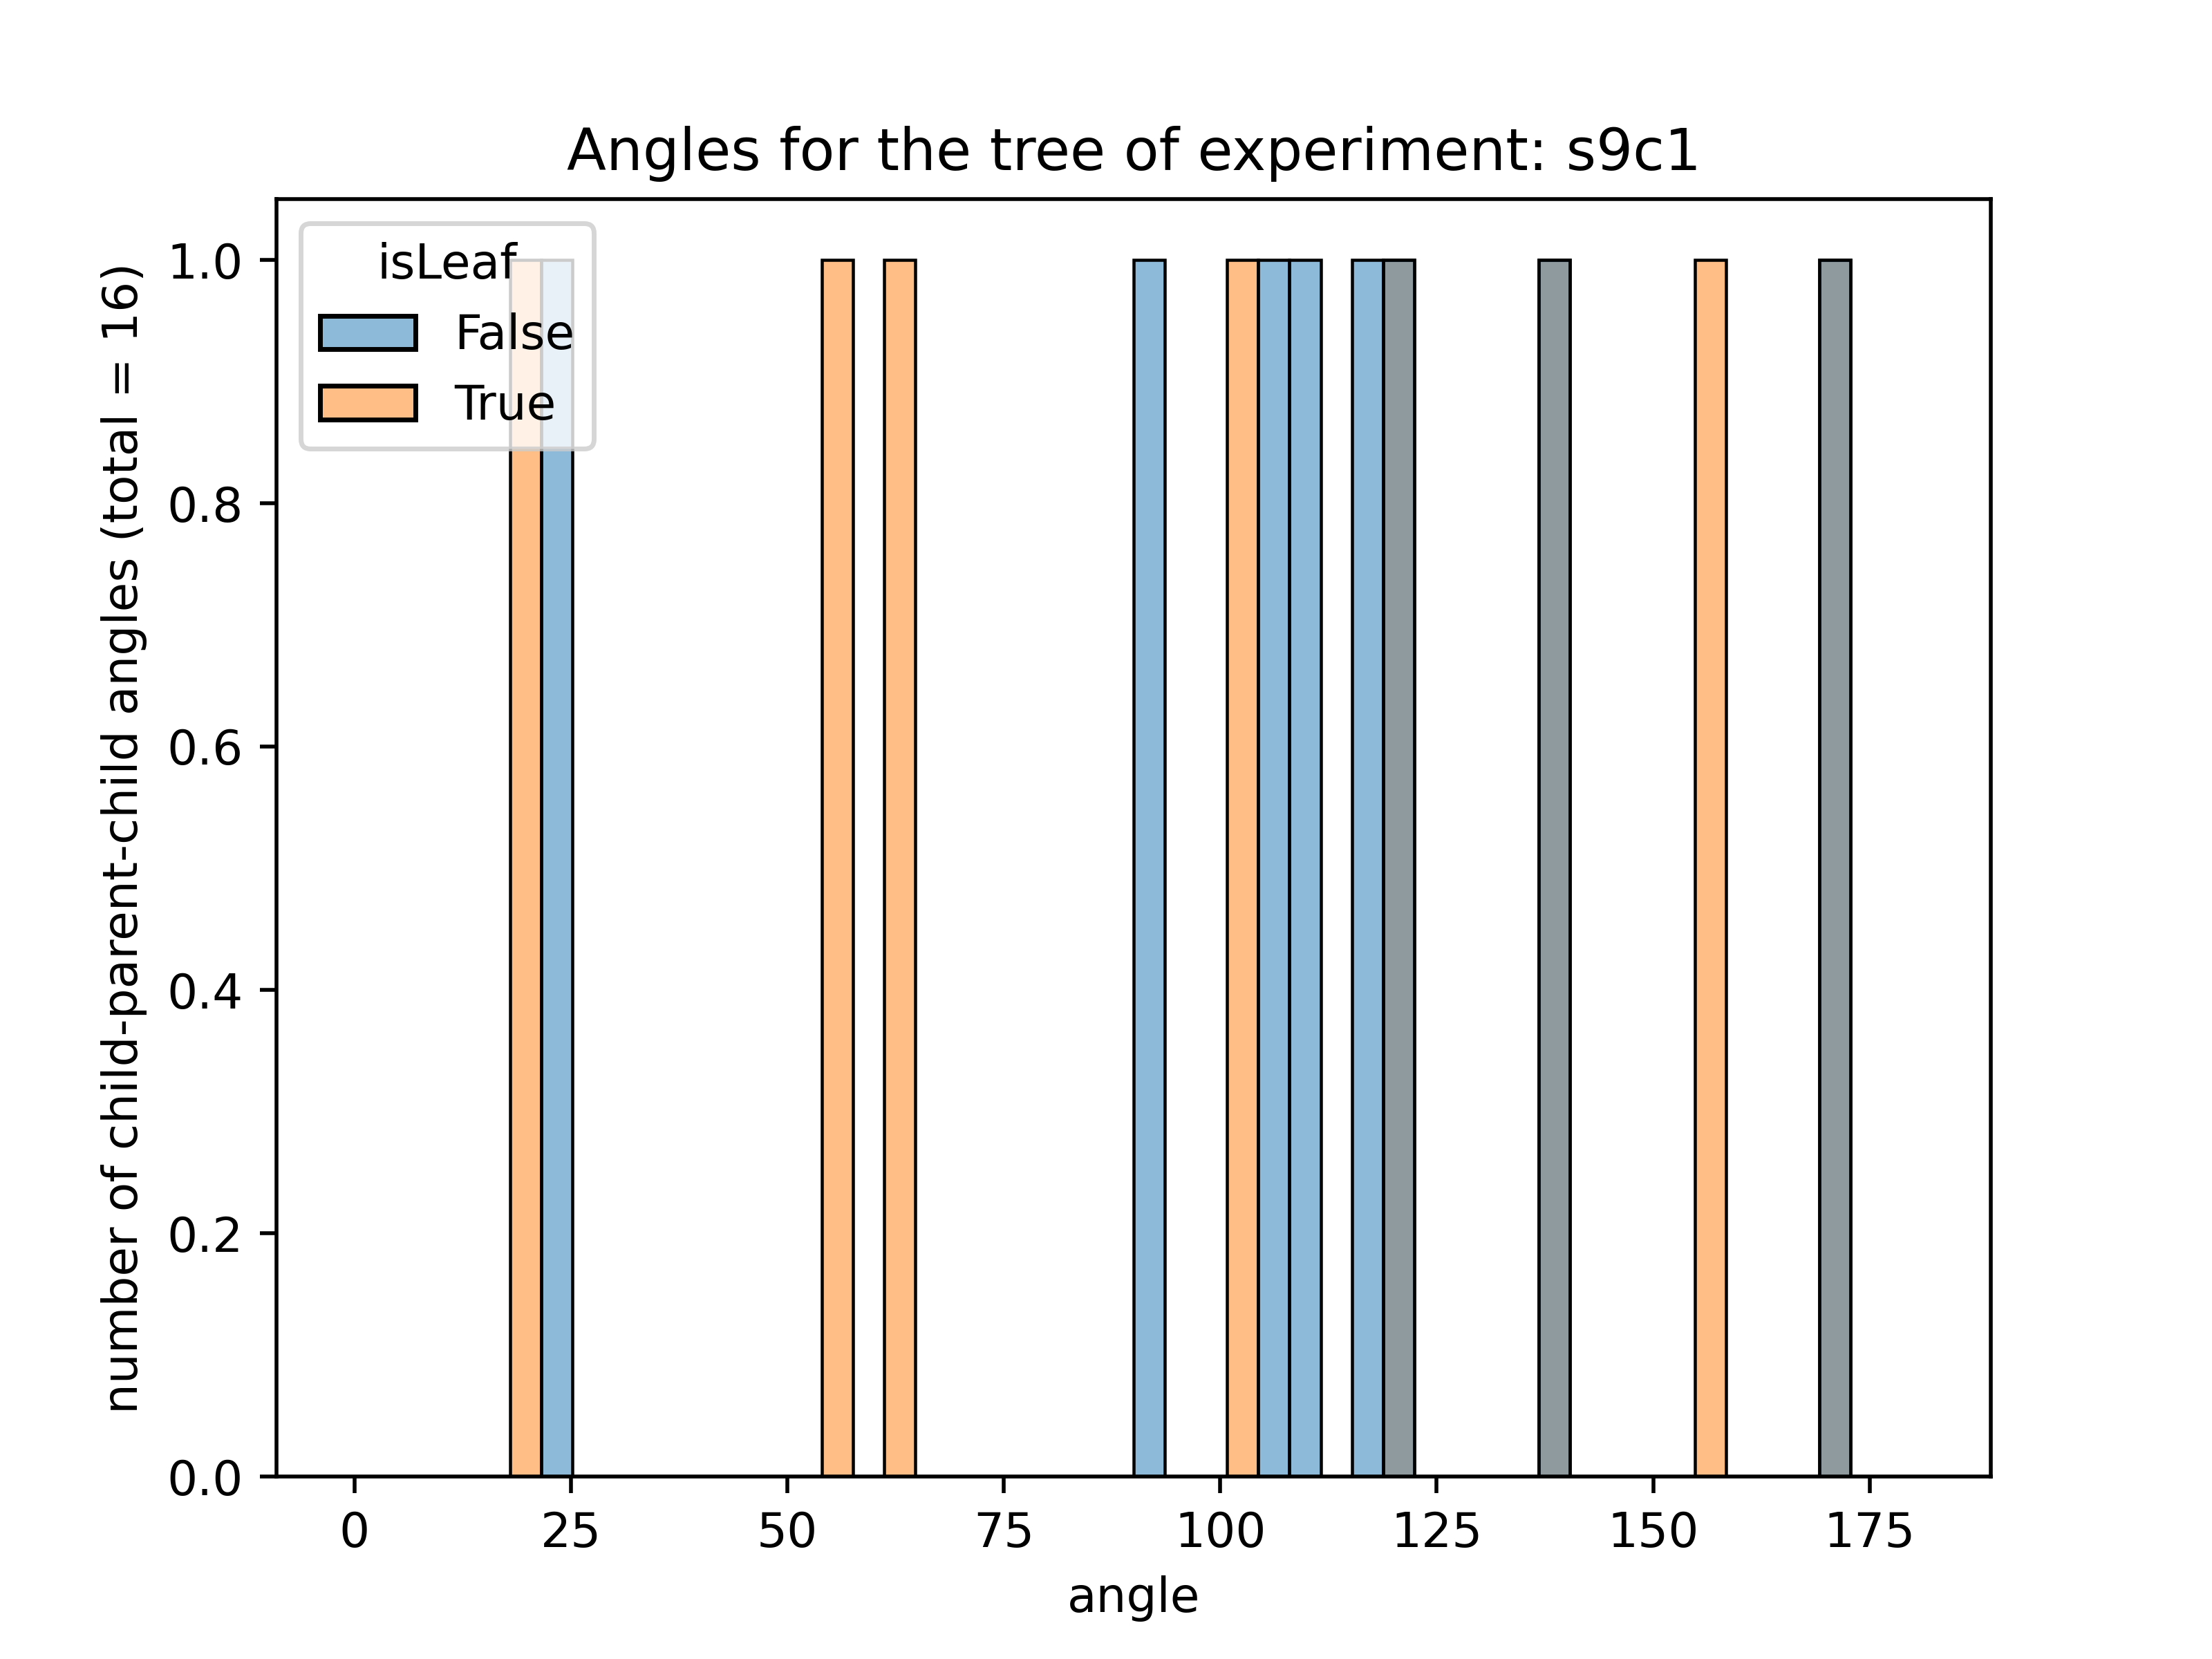 Angles for the tree of experiment: s9c1
number of child-parent-child angles (total = 16)
1.0
0.8
0.6
0.4
0.2
0.0
isLeaf
False
True
0 25 50 75 100 125 150 175
angle